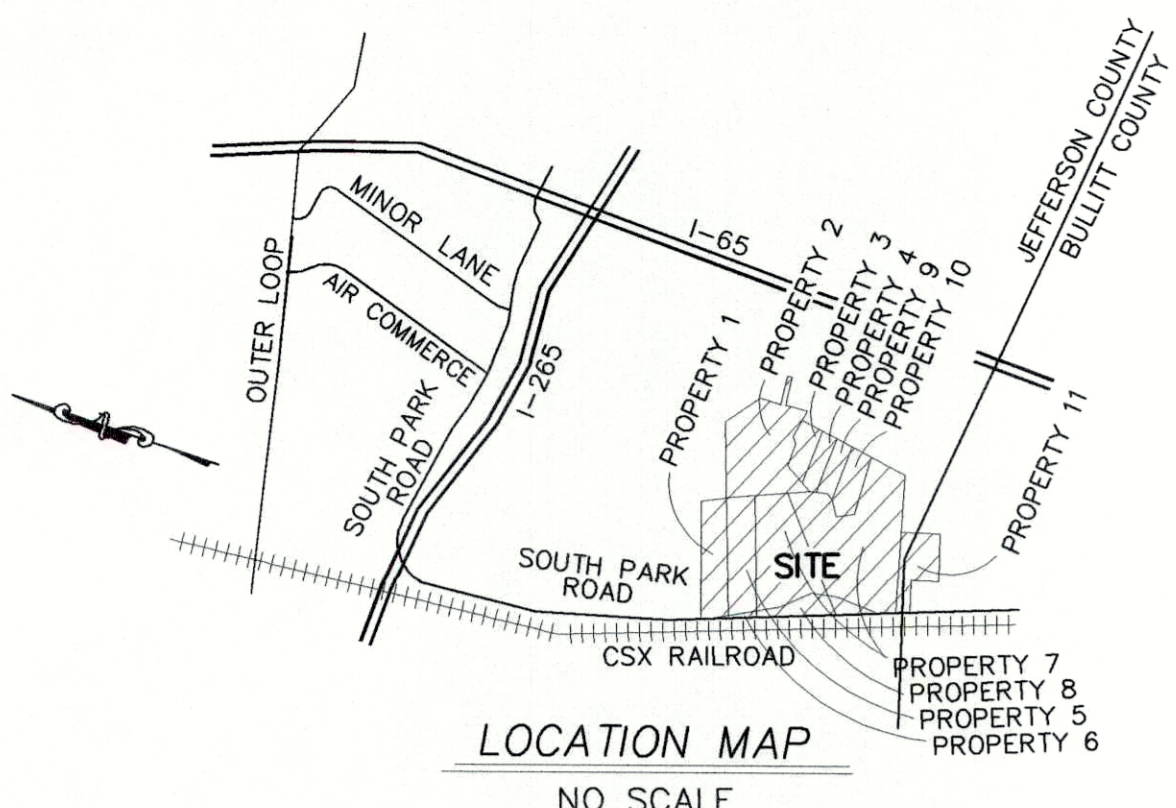 JEFFERSON COUNTY
BULLITT COUNTY
MINOR LANE
I-65
OUTER LOOP
AIR COMMERCE
I-265
SOUTH PARK
ROAD
PROPERTY 1
PROPERTY 2
PROPERTY 3
PROPERTY 4
PROPERTY 9
PROPERTY 10
PROPERTY 11
SOUTH PARK
ROAD
SITE
CSX RAILROAD
PROPERTY 7
PROPERTY 8
PROPERTY 5
PROPERTY 6
LOCATION MAP
NO SCALE